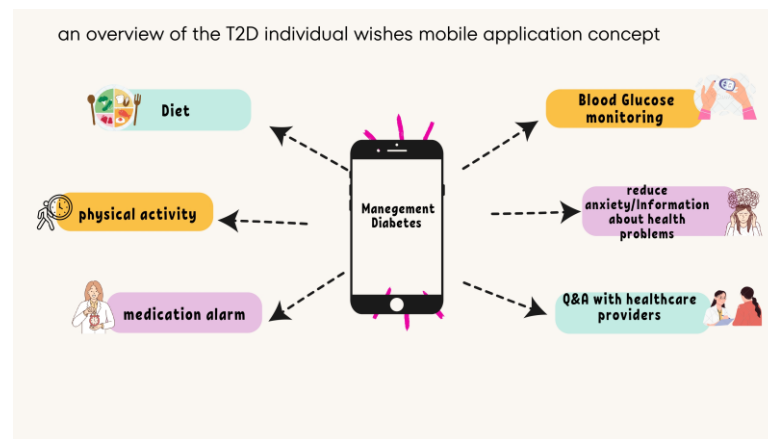 an overview of the T2D individual wishes mobile application concept
Diet
physical activity
medication alarm
Manegement
Diabetes
Blood Glucose
monitoring
reduce
anxiety/Information
about health
problems
Q&A with healthcare
providers